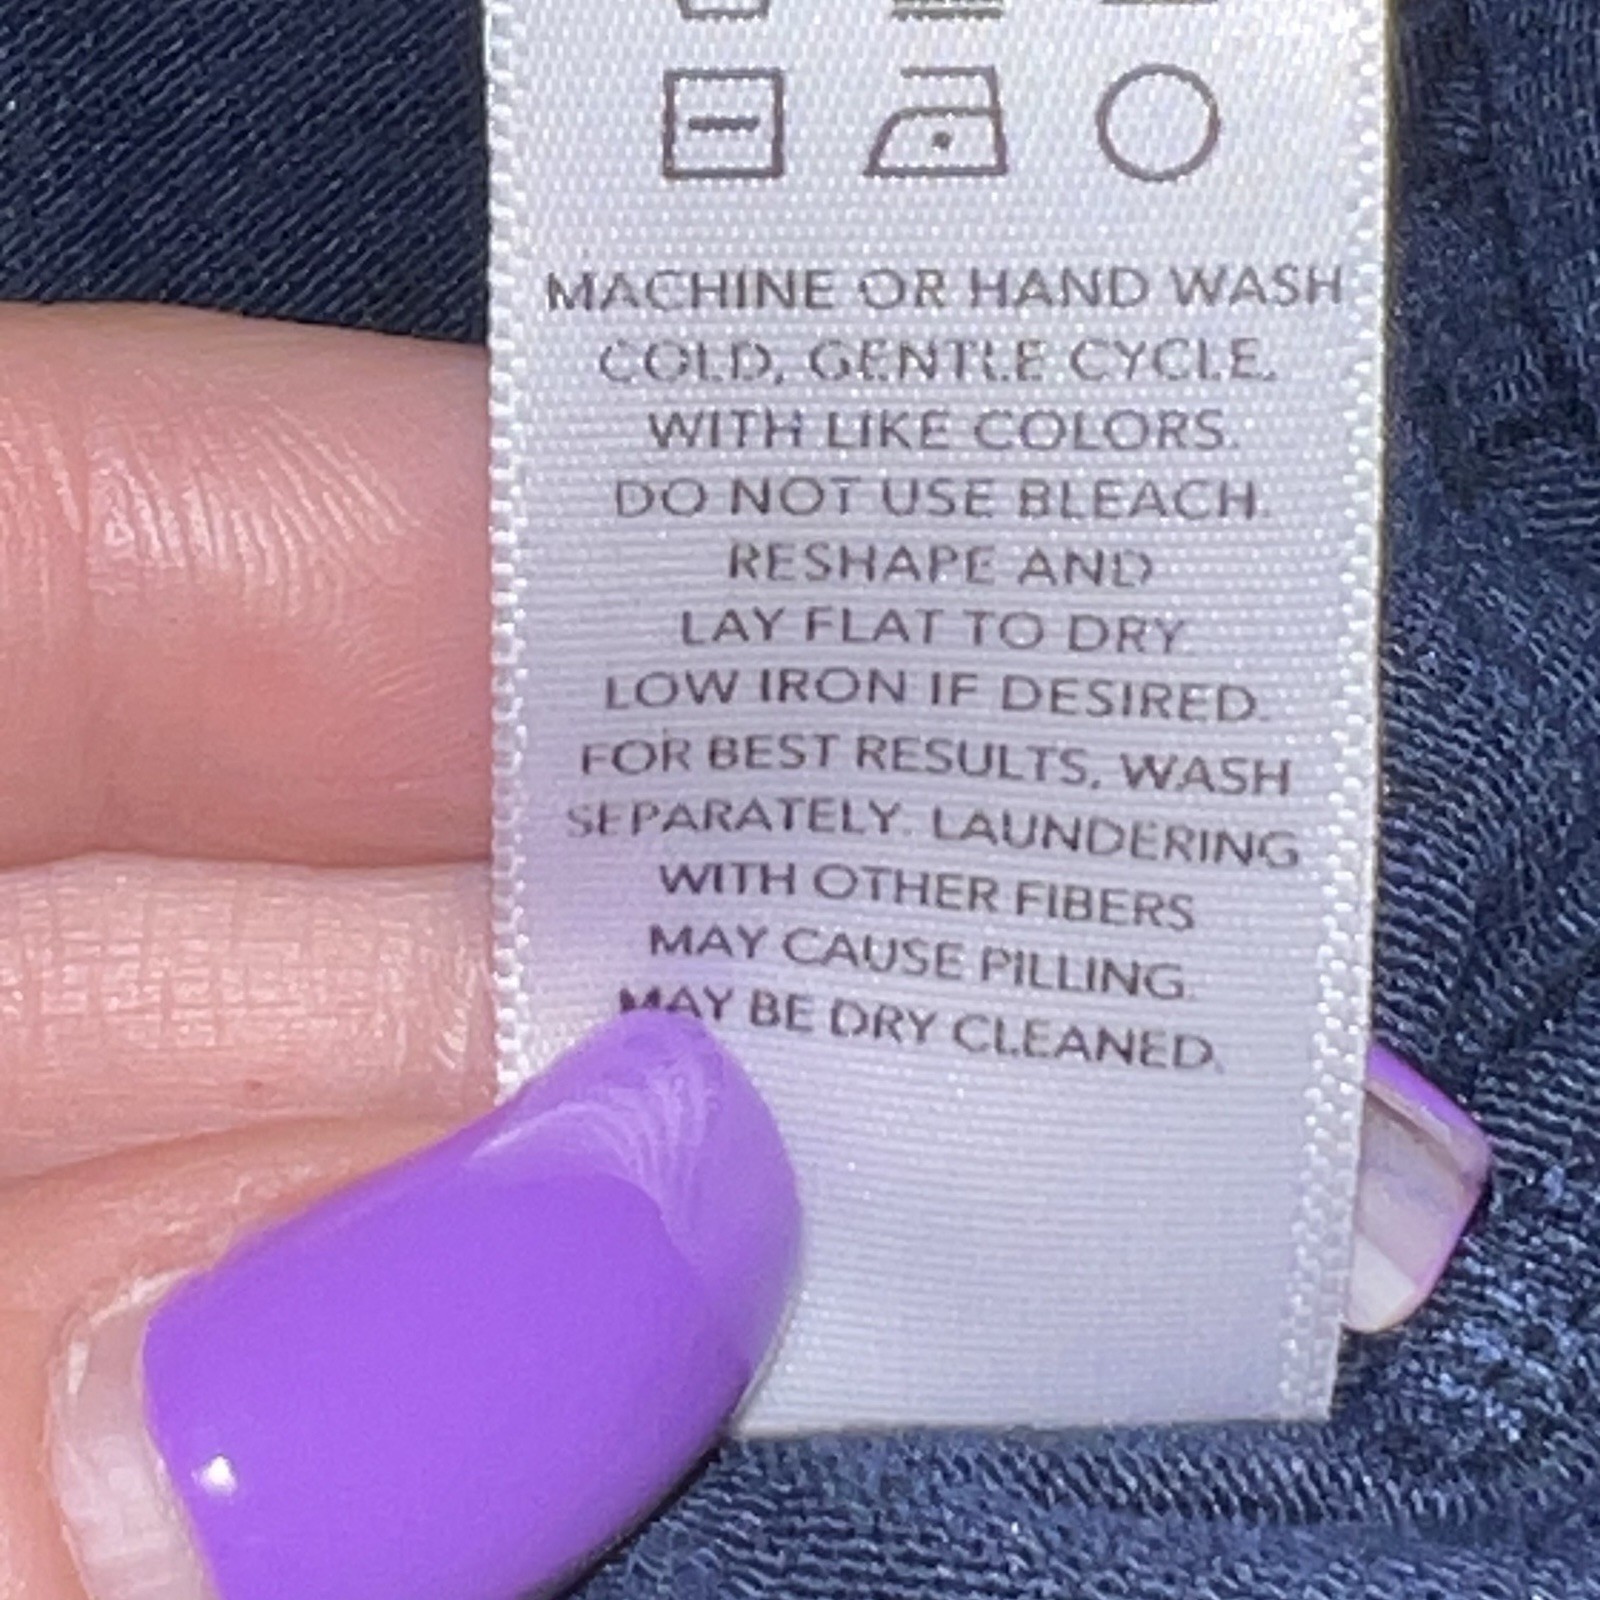 MACHINE OR HAND WASH
COLD, GENTLE CYCLE,
WITH LIKE COLORS.
DO NOT USE BLEACH.
RESHAPE AND
LAY FLAT TO DRY.
LOW IRON IF DESIRED.
FOR BEST RESULTS, WASH
SEPARATELY. LAUNDERING
WITH OTHER FIBERS
MAY CAUSE PILLING.
MAY BE DRY CLEANED.